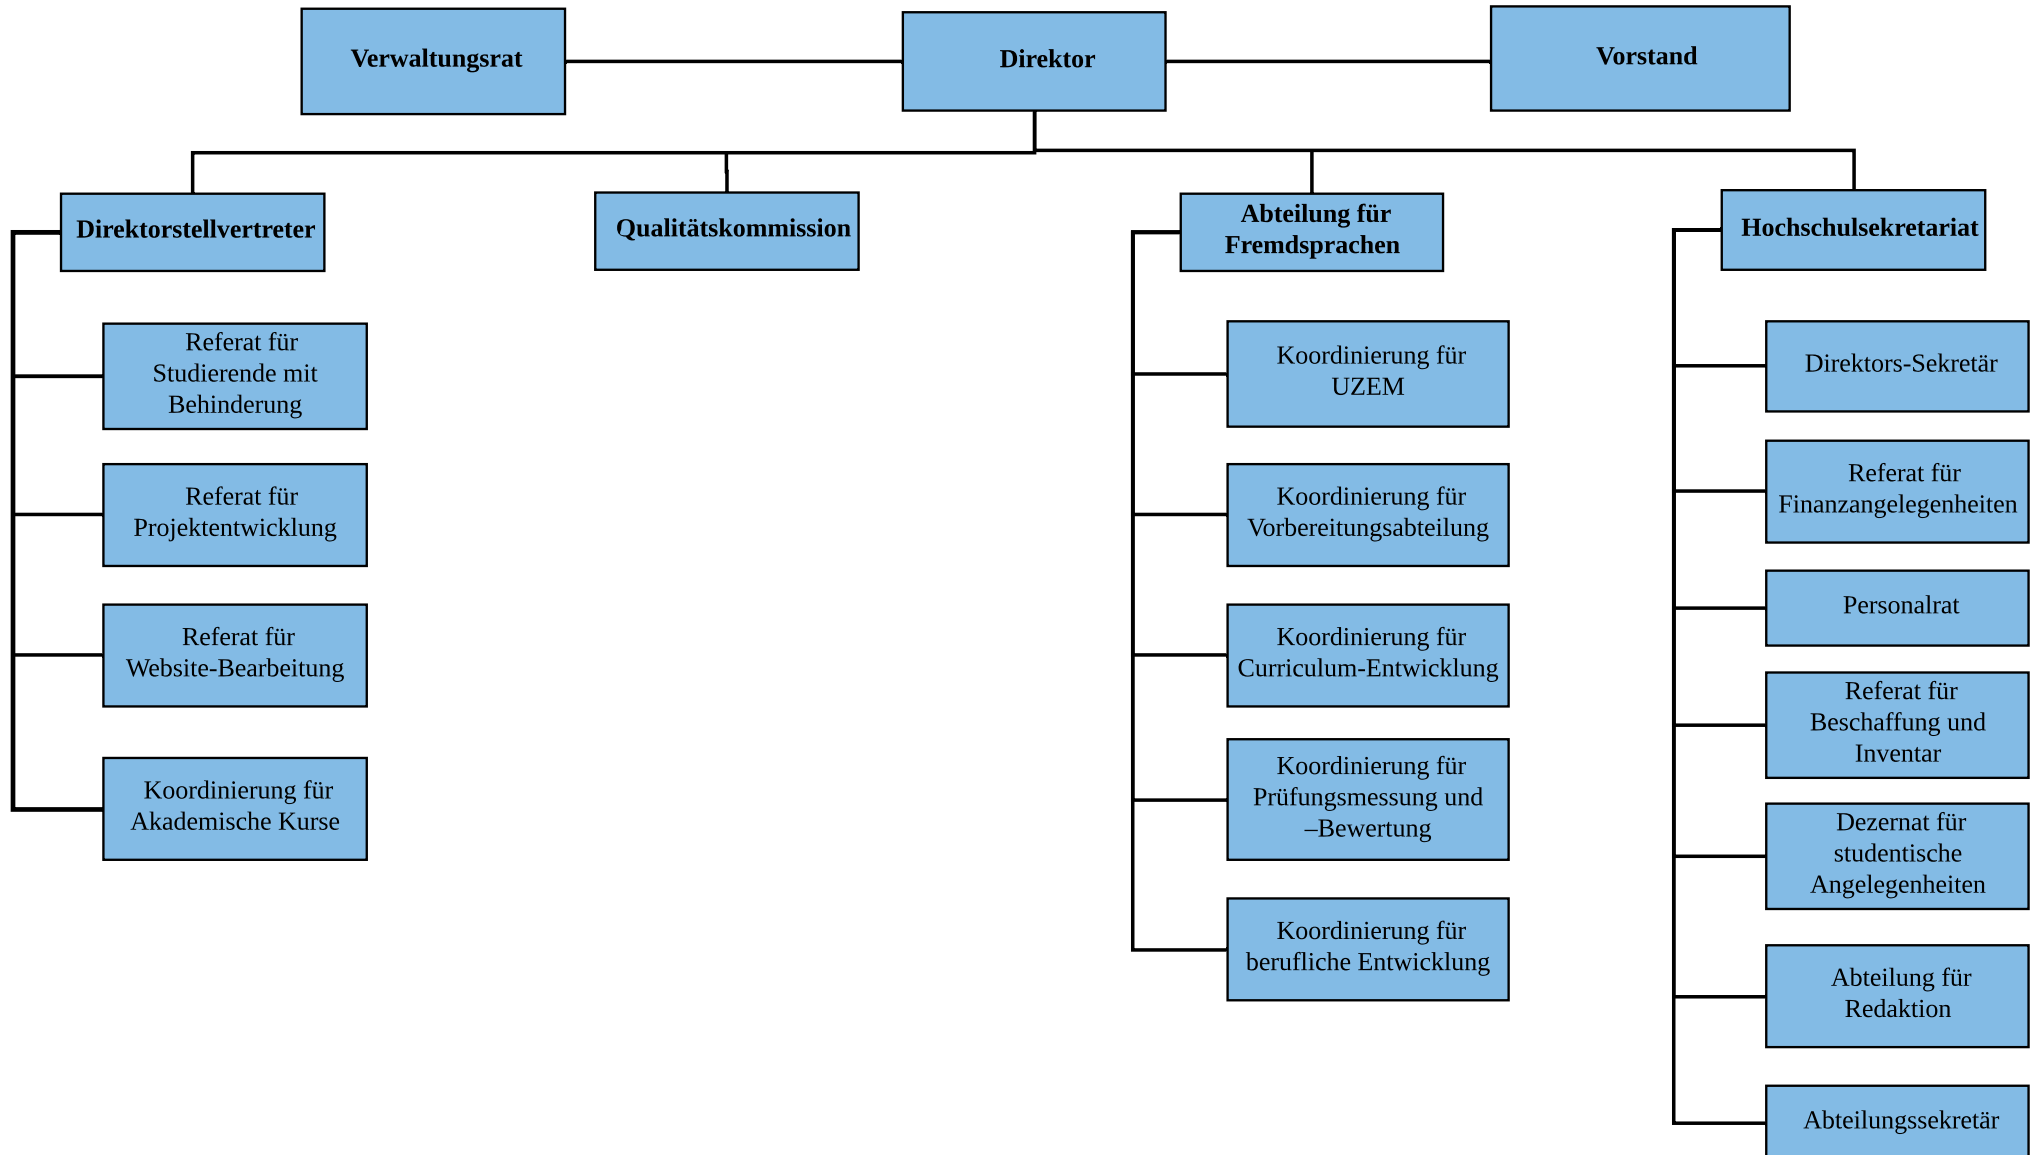 Verwaltungsrat
Direktor
Vorstand
Direktorstellvertreter
Qualitätskommission
Abteilung für
Fremdsprachen
Hochschulsekretariat
Referat für
Studierende mit
Behinderung
Referat für
Projektentwicklung
Referat für
Website-Bearbeitung
Koordinierung für
Akademische Kurse
Koordinierung für
UZEM
Koordinierung für
Vorbereitungsabteilung
Koordinierung für
Curriculum-Entwicklung
Koordinierung für
Prüfungsmessung und
–Bewertung
Koordinierung für
berufliche Entwicklung
Direktors-Sekretär
Referat für
Finanzangelegenheiten
Personalrat
Referat für
Beschaffung und
Inventar
Dezernat für
studentische
Angelegenheiten
Abteilung für
Redaktion
Abteilungssekretär